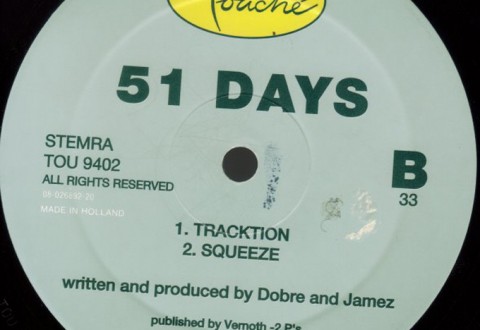 Touché
51 DAYS
STEMRA
TOU 9402
ALL RIGHTS RESERVED
B
33
MADE IN HOLLAND
1. TRACKTION
2. SQUEEZE
written and produced by Dobre and Jamez
published by Vernoth -2 P's